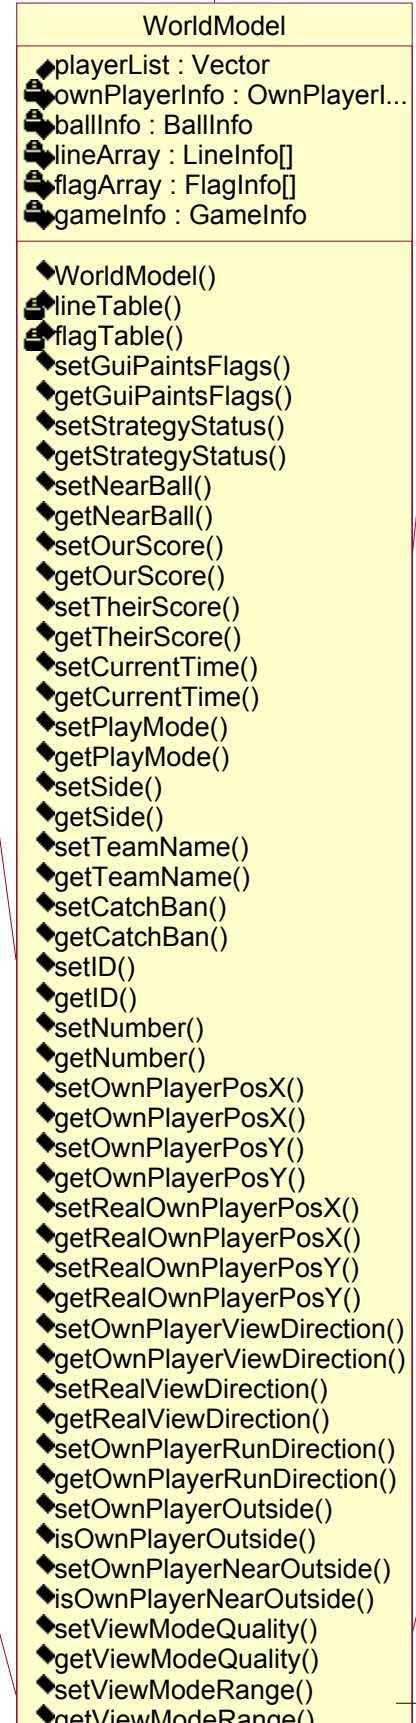 WorldModel
playerList : Vector
ownPlayerInfo : OwnPlayerI...
ballInfo : BallInfo
lineArray : LineInfo[]
flagArray : FlagInfo[]
gameInfo : GameInfo
WorldModel()
lineTable()
flagTable()
setGuiPaintsFlags()
getGuiPaintsFlags()
setStrategyStatus()
getStrategyStatus()
setNearBall()
getNearBall()
setOurScore()
getOurScore()
setTheirScore()
getTheirScore()
setCurrentTime()
getCurrentTime()
setPlayMode()
getPlayMode()
setSide()
getSide()
setTeamName()
getTeamName()
setCatchBan()
getCatchBan()
setID()
getID()
setNumber()
getNumber()
setOwnPlayerPosX()
getOwnPlayerPosX()
setOwnPlayerPosY()
getOwnPlayerPosY()
setRealOwnPlayerPosX()
getRealOwnPlayerPosX()
setRealOwnPlayerPosY()
getRealOwnPlayerPosY()
setOwnPlayerViewDirection()
getOwnPlayerViewDirection()
setRealViewDirection()
getRealViewDirection()
setOwnPlayerRunDirection()
getOwnPlayerRunDirection()
setOwnPlayerOutside()
isOwnPlayerOutside()
setOwnPlayerNearOutside()
isOwnPlayerNearOutside()
setViewModeQuality()
getViewModeQuality()
setViewModeRange()
getViewModeRange()